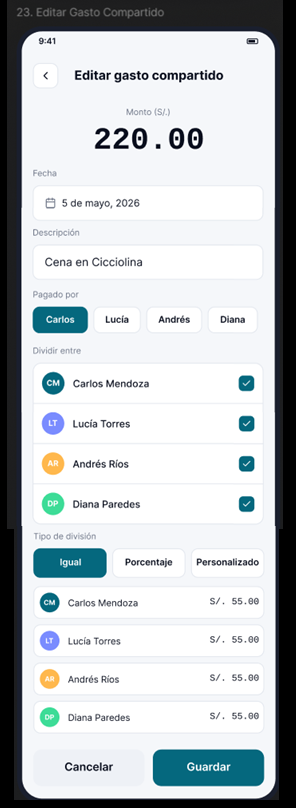 23. Editar Gasto Compartido
9:41
Editar gasto compartido
Monto (S/.)
220.00
Fecha
5 de mayo, 2026
Descripción
Cena en Cicciolina
Pagado por
Carlos Lucía Andrés Diana
Dividir entre
CM Carlos Mendoza
LT Lucía Torres
AR Andrés Ríos
DP Diana Paredes
Tipo de división
Igual Porcentaje Personalizado
CM Carlos Mendoza S/. 55.00
LT Lucía Torres S/. 55.00
AR Andrés Ríos S/. 55.00
DP Diana Paredes S/. 55.00
Cancelar Guardar